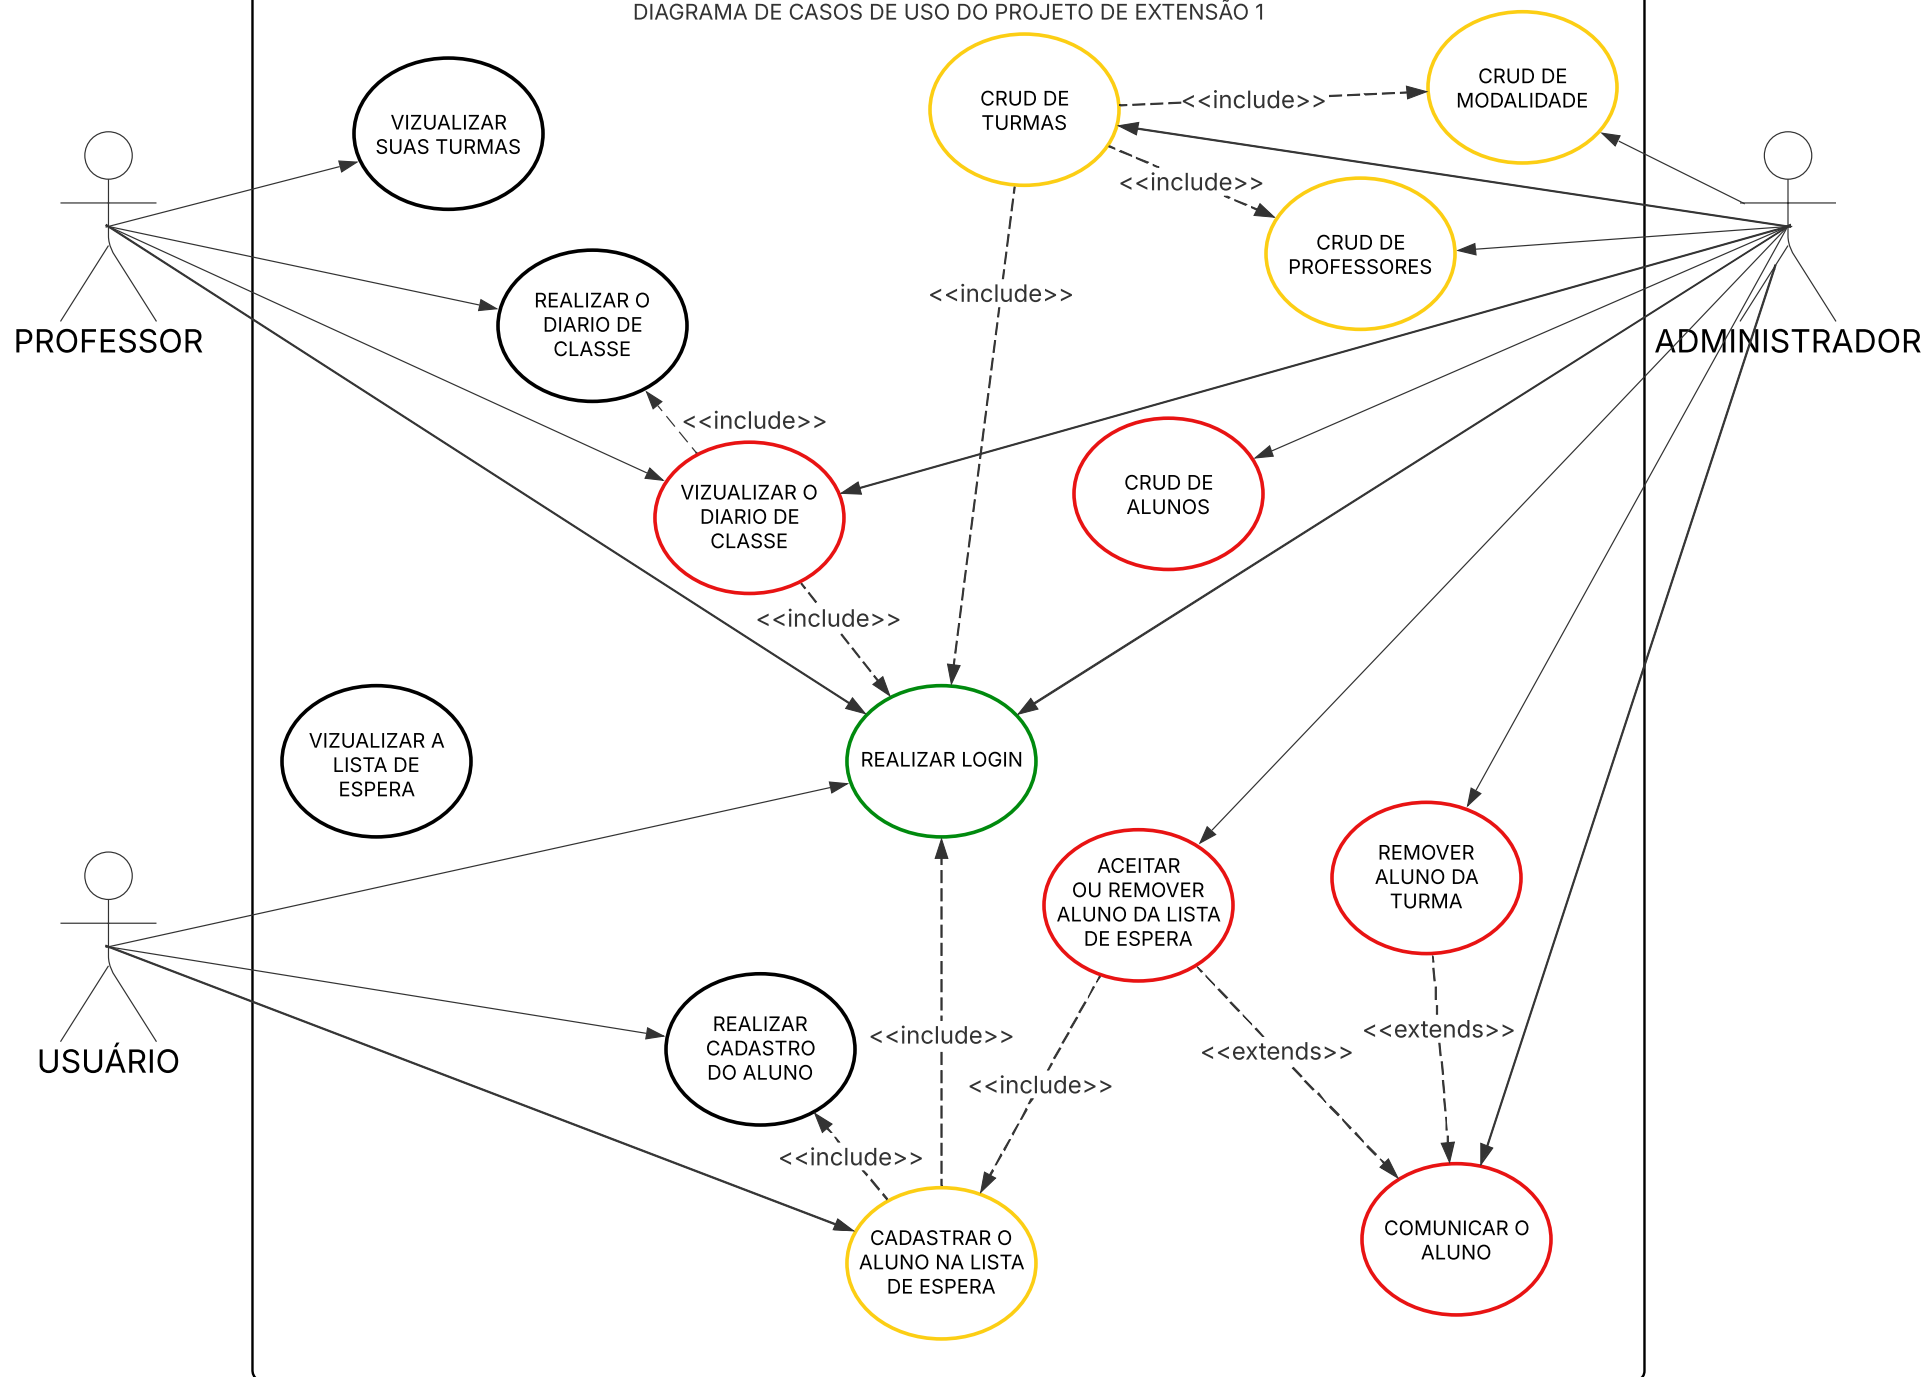 DIAGRAMA DE CASOS DE USO DO PROJETO DE EXTENSÃO 1
CRUD DE
MODALIDADE
CRUD DE
TURMAS
<<include>>
VIZUALIZAR
SUAS TURMAS
<<include>>
CRUD DE
PROFESSORES
PROFESSOR
ADMINISTRADOR
REALIZAR O
DIARIO DE
CLASSE
<<include>>
<<include>>
VIZUALIZAR O
DIARIO DE
CLASSE
CRUD DE
ALUNOS
<<include>>
VIZUALIZAR A
LISTA DE
ESPERA
REALIZAR LOGIN
ACEITAR
OU REMOVER
ALUNO DA LISTA
DE ESPERA
REMOVER
ALUNO DA
TURMA
USUÁRIO
REALIZAR
CADASTRO
DO ALUNO
<<include>>
<<extends>>
<<extends>>
<<include>>
<<include>>
CADASTRAR O
ALUNO NA LISTA
DE ESPERA
COMUNICAR O
ALUNO